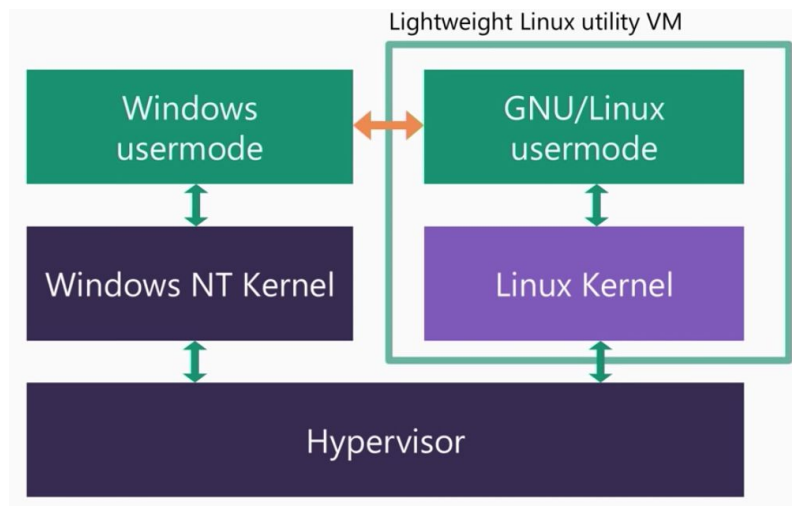 Lightweight Linux utility VM
Windows
usermode
GNU/Linux
usermode
Windows NT Kernel
Linux Kernel
Hypervisor